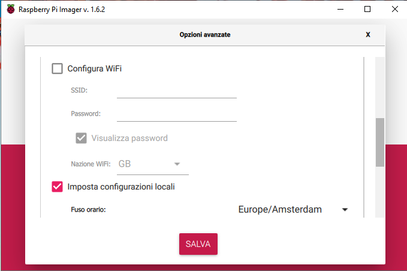 Raspberry Pi Imager v. 1.6.2
Opzioni avanzate X
Configura WiFi
SSID:
Password:
Visualizza password
Nazione WiFi: GB
Imposta configurazioni locali
Fuso orario: Europe/Amsterdam
SALVA